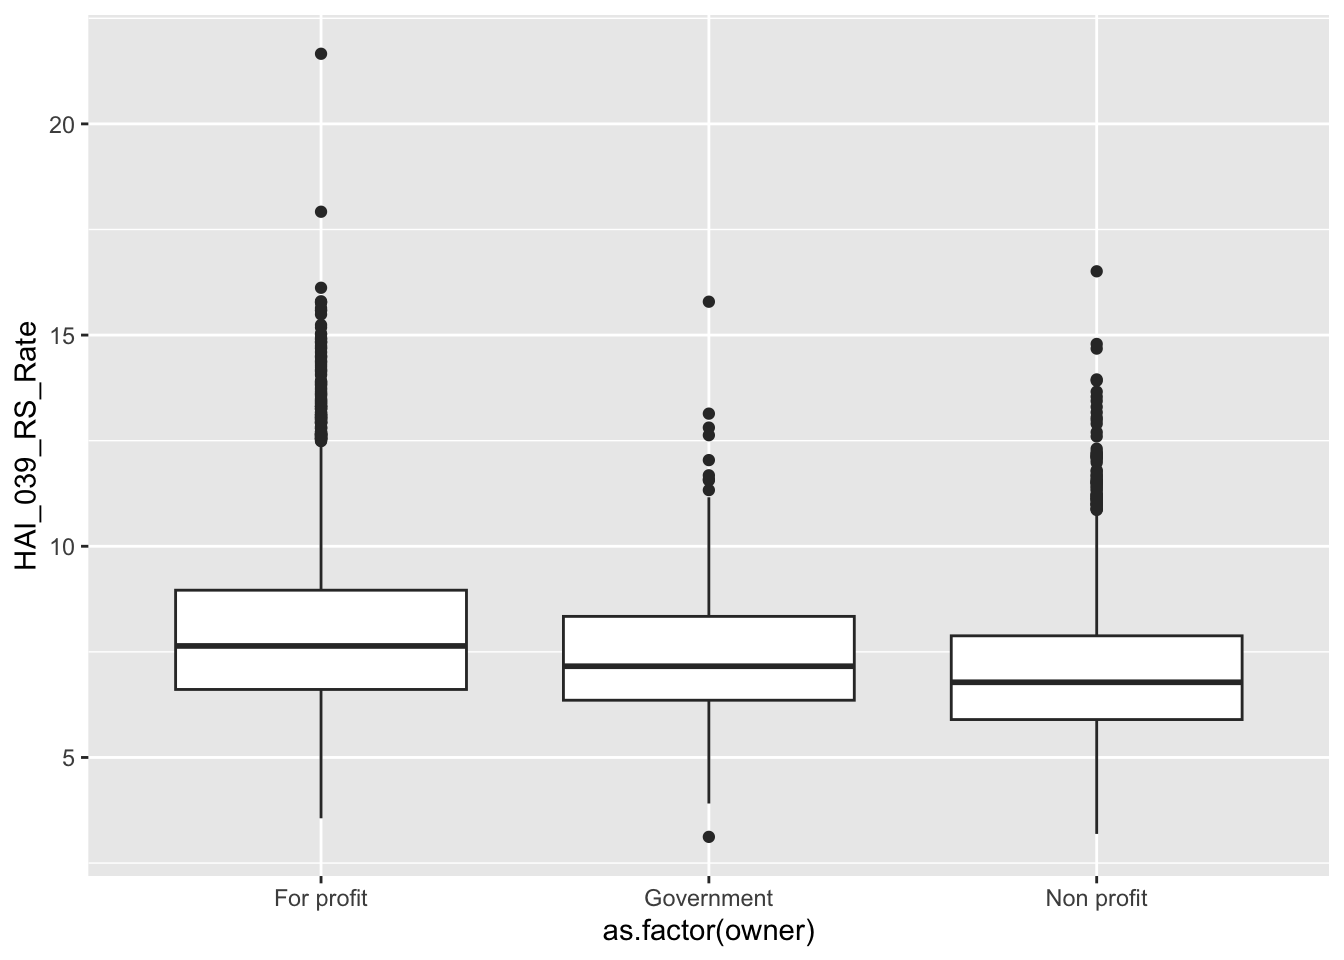 HAI_039_RS_Rate
20
15
10
5
For profit
Government
Non profit
as.factor(owner)